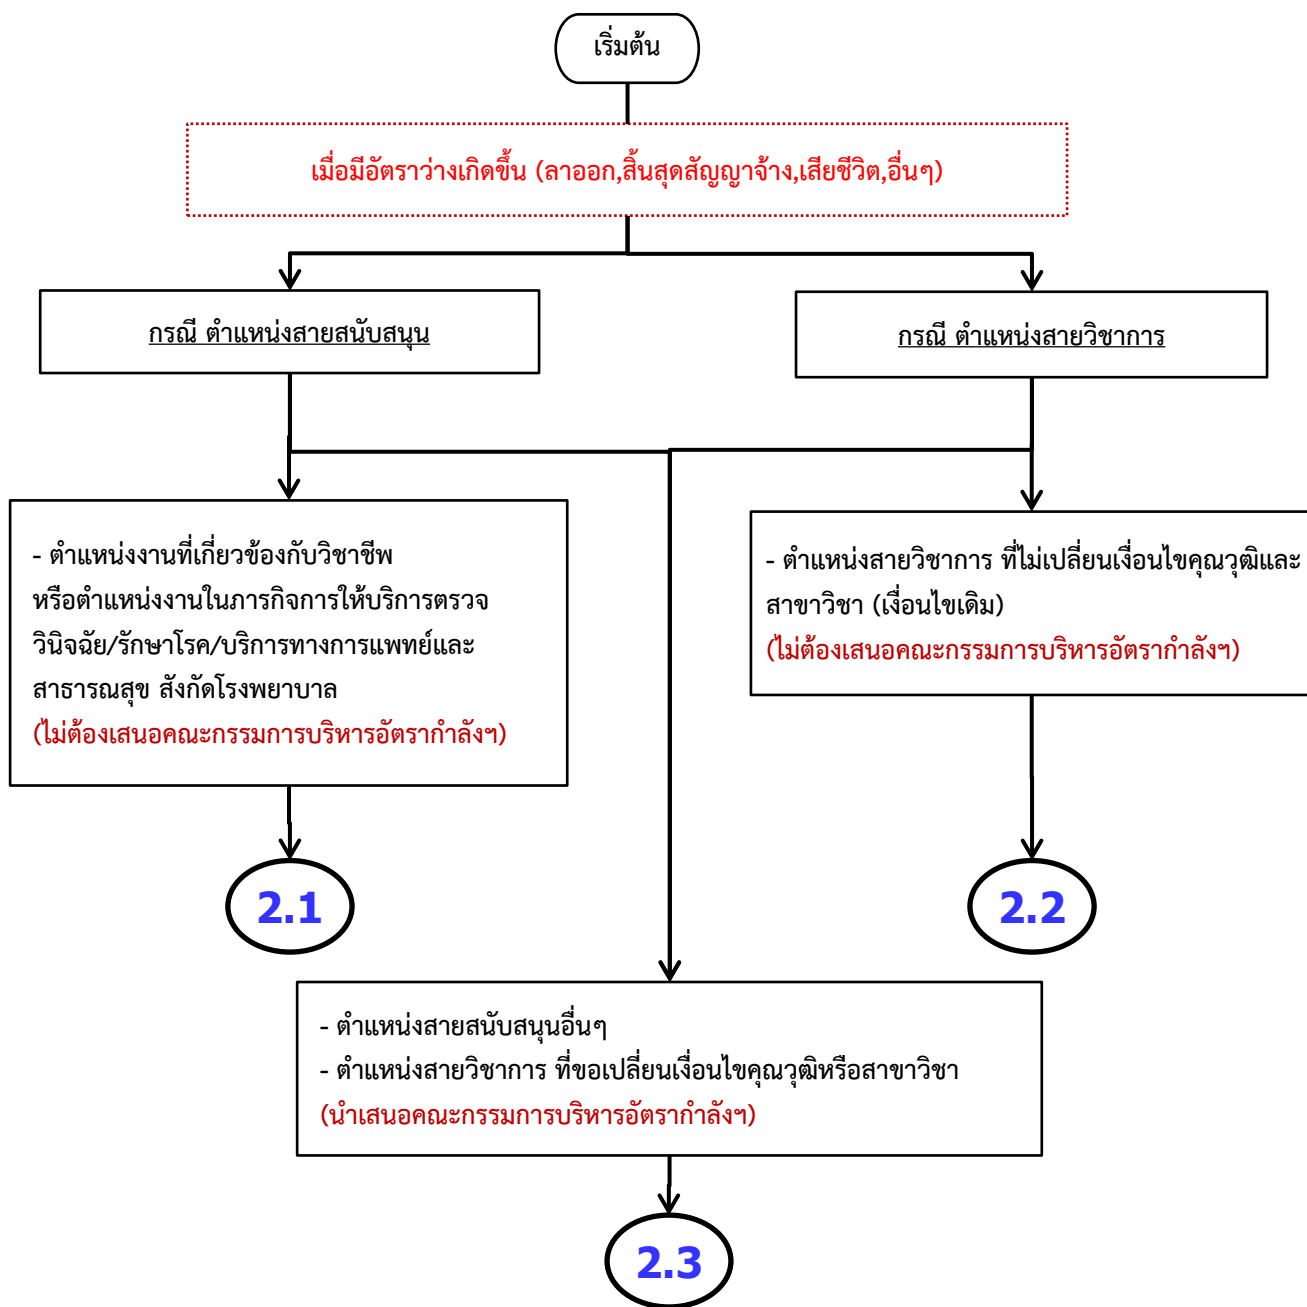 เริ่มต้น
เมื่อมีอัตราว่างเกิดขึ้น (ลาออก,สิ้นสุดสัญญาจ้าง,เสียชีวิต,อื่นๆ)
กรณี ตำแหน่งสายสนับสนุน
กรณี ตำแหน่งสายวิชาการ
- ตำแหน่งงานที่เกี่ยวข้องกับวิชาชีพ
หรือตำแหน่งงานในภารกิจการให้บริการตรวจ
วินิจฉัย/รักษาโรค/บริการทางการแพทย์และ
สาธารณสุข สังกัดโรงพยาบาล
(ไม่ต้องเสนอคณะกรรมการบริหารอัตรากำลังฯ)
- ตำแหน่งสายวิชาการ ที่ไม่เปลี่ยนเงื่อนไขคุณวุฒิและ
สาขาวิชา (เงื่อนไขเดิม)
(ไม่ต้องเสนอคณะกรรมการบริหารอัตรากำลังฯ)
2.1
2.2
- ตำแหน่งสายสนับสนุนอื่นๆ
- ตำแหน่งสายวิชาการ ที่ขอเปลี่ยนเงื่อนไขคุณวุฒิหรือสาขาวิชา
(นำเสนอคณะกรรมการบริหารอัตรากำลังฯ)
2.3